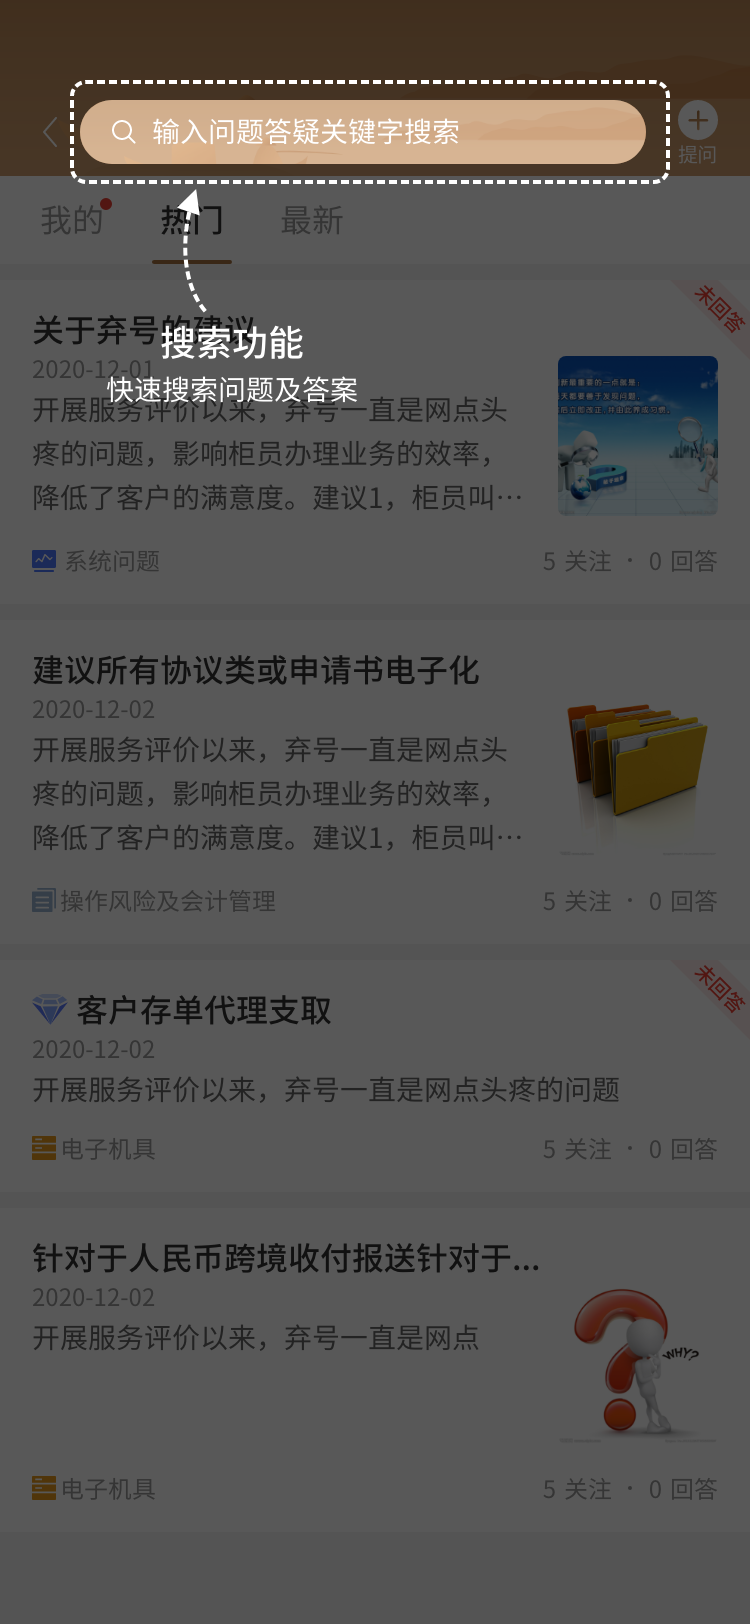 输入问题答疑关键字搜索
提问
我的
热门
最新
未回答
关于弃号的建议
搜索功能
2020-12-01
快速搜索问题及答案
开展服务评价以来，弃号一直是网点头
疼的问题，影响柜员办理业务的效率，
降低了客户的满意度。建议1，柜员叫…
系统问题
5 关注 · 0 回答
建议所有协议类或申请书电子化
2020-12-02
开展服务评价以来，弃号一直是网点头
疼的问题，影响柜员办理业务的效率，
降低了客户的满意度。建议1，柜员叫…
操作风险及会计管理
5 关注 · 0 回答
未回答
客户存单代理支取
2020-12-02
开展服务评价以来，弃号一直是网点头疼的问题
电子机具
5 关注 · 0 回答
针对于人民币跨境收付报送针对于...
2020-12-02
开展服务评价以来，弃号一直是网点
WHY?
电子机具
5 关注 · 0 回答